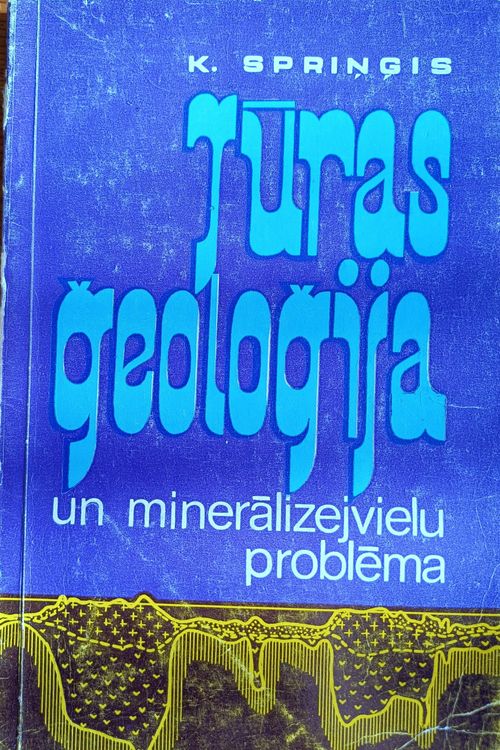 K. SPRIŅĢIS
Jūras
ģeoloģija
un minerālizejvielu
problēma